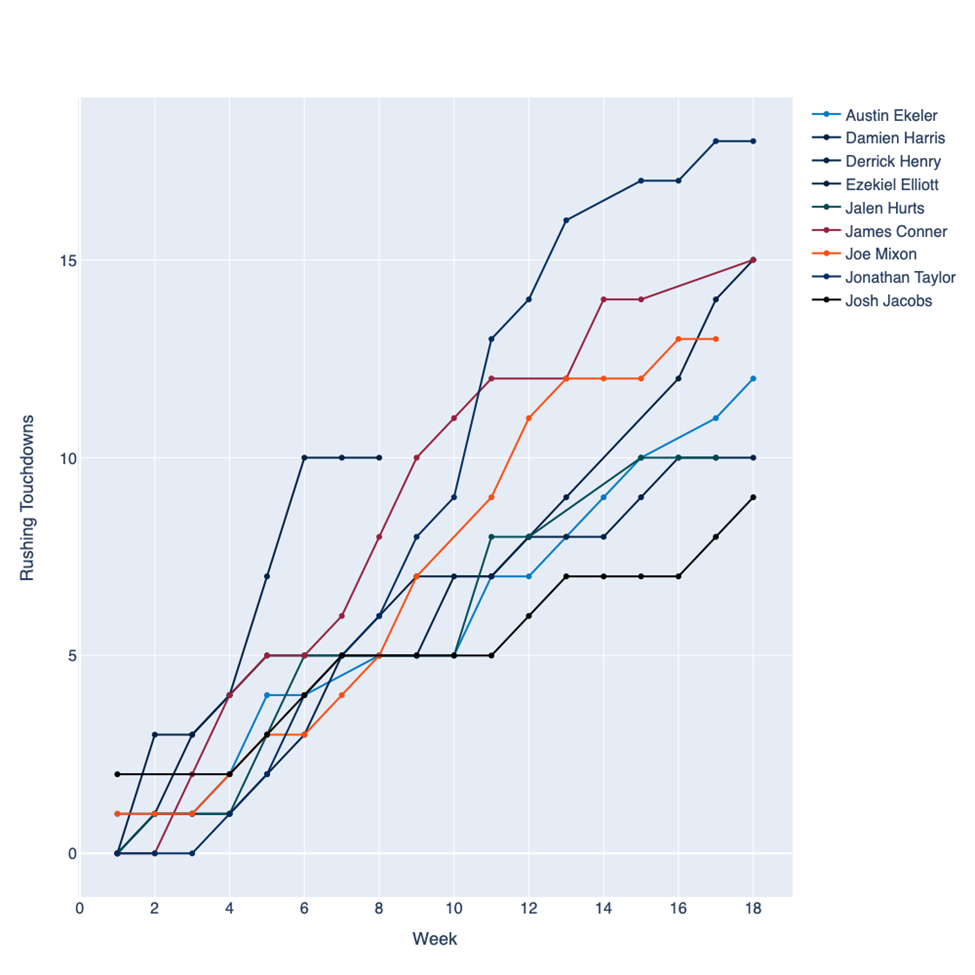 Austin Ekeler
Damien Harris
Derrick Henry
Ezekiel Elliott
Jalen Hurts
James Conner
Joe Mixon
Jonathan Taylor
Josh Jacobs
15
10
5
0
Rushing Touchdowns
0 2 4 6 8 10 12 14 16 18
Week